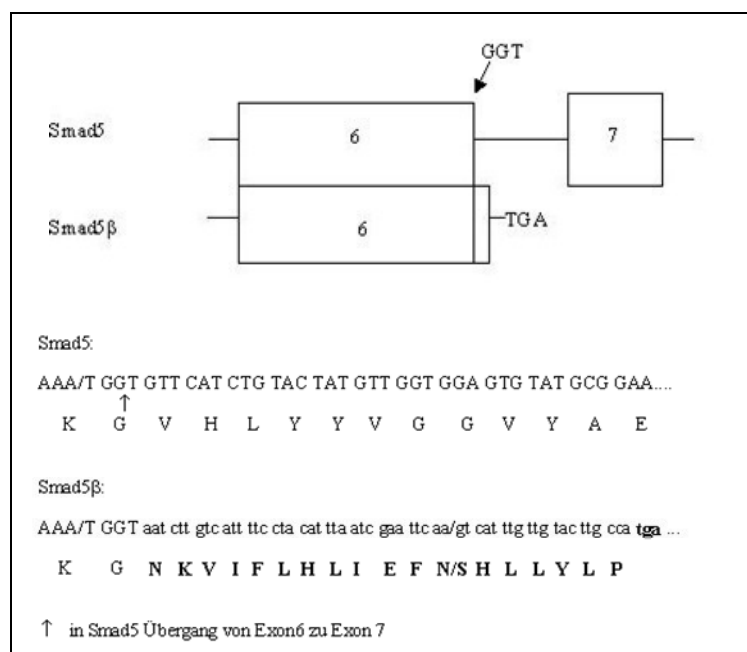 GGT
Smad5
6
7
Smad5β
6
TGA
Smad5:
AAA/T GGT GTT CAT CTG TAC TAT GTT GGT GGA GTG TAT GCG GAA....
↑
K G V H L Y Y V G G V Y A E
Smad5β:
AAA/T GGT aat ctt gtc att ttc cta cat tta atc gaa ttc aa/gt cat ttg ttg tac ttg cca tga ...
K G N K V I F L H L I E F N/S H L L Y L P
↑ in Smad5 Übergang von Exon6 zu Exon 7